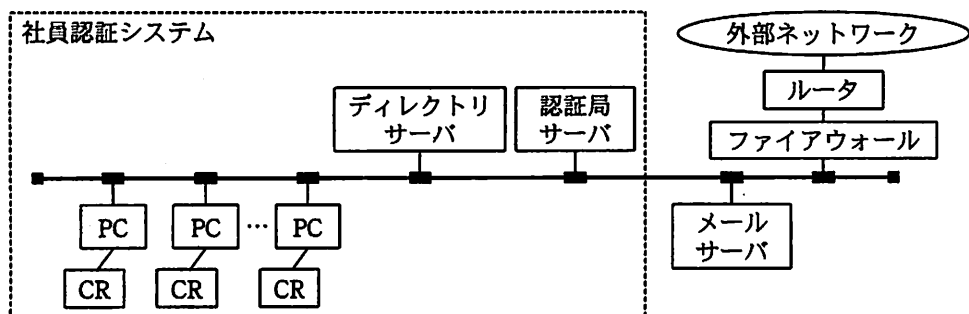 社員認証システム
外部ネットワーク
ルータ
ディレクトリ
サーバ
認証局
サーバ
ファイアウォール
PC PC … PC
メール
サーバ
CR CR CR